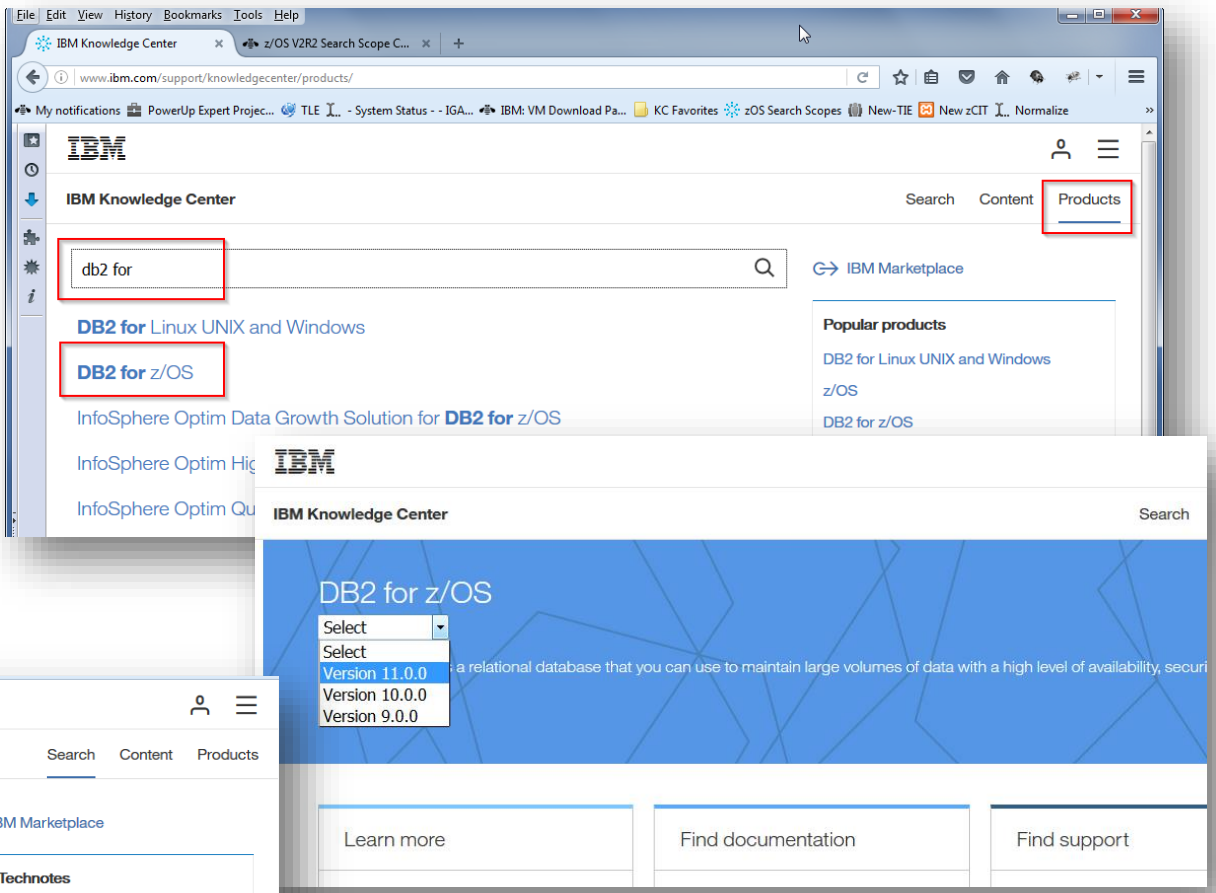 File Edit View History Bookmarks Tools Help
IBM Knowledge Center × z/OS V2R2 Search Scope C... × +
www.ibm.com/support/knowledgecenter/products/
My notifications PowerUp Expert Projec... TLE - System Status - - IGA... IBM: VM Download Pa... KC Favorites zOS Search Scopes New-TIE New zCIT Normalize »
IBM
IBM Knowledge Center Search Content Products
db2 for
IBM Marketplace
DB2 for Linux UNIX and Windows
DB2 for z/OS
InfoSphere Optim Data Growth Solution for DB2 for z/OS
InfoSphere Optim Hig
InfoSphere Optim Qu
Popular products
DB2 for Linux UNIX and Windows
z/OS
DB2 for z/OS
IBM
IBM Knowledge Center Search
DB2 for z/OS
Select
Select
Version 11.0.0
Version 10.0.0
Version 9.0.0
a relational database that you can use to maintain large volumes of data with a high level of availability, securi
Learn more Find documentation Find support
Search Content Products
BM Marketplace
Technotes